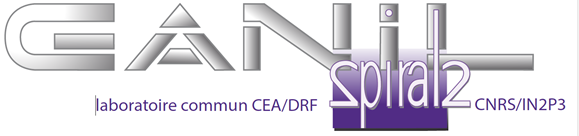 GANIL
spiral2
laboratoire commun CEA/DRF CNRS/IN2P3